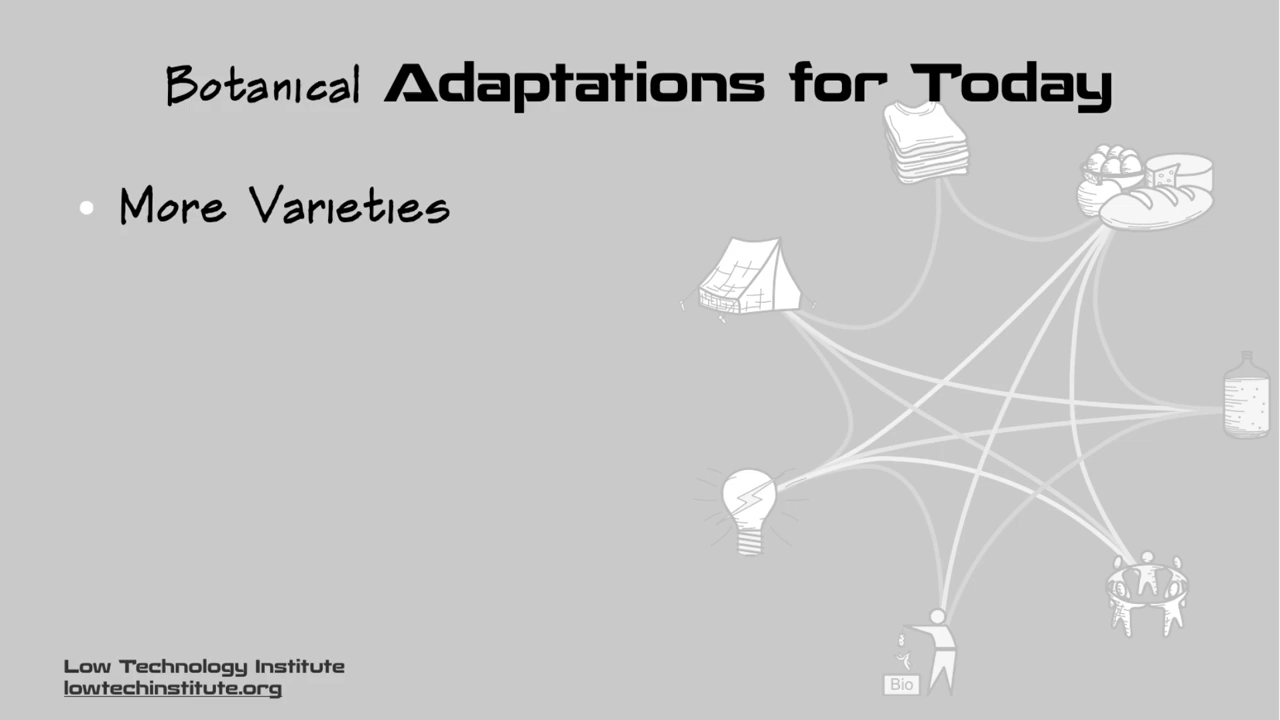 Botanical Adaptations for Today
More Varieties
Bio
Low Technology Institute
lowtechinstitute.org